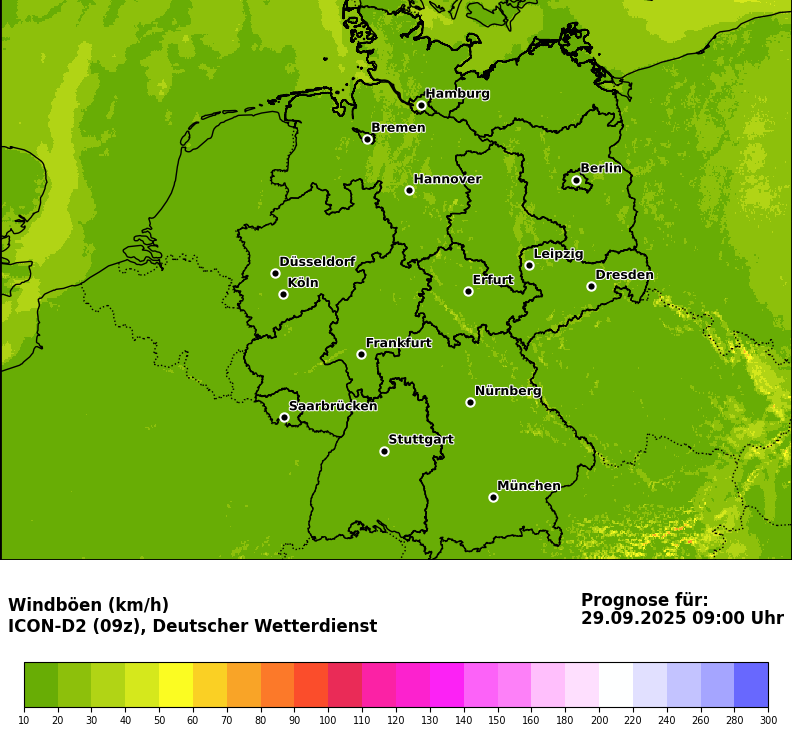 Hamburg
Bremen
Berlin
Hannover
Leipzig
Düsseldorf
Dresden
Köln
Erfurt
Frankfurt
Nürnberg
Saarbrücken
Stuttgart
München
Windböen (km/h)
ICON-D2 (09z), Deutscher Wetterdienst
Prognose für:
29.09.2025 09:00 Uhr
10 20 30 40 50 60 70 80 90 100 110 120 130 140 150 160 180 200 220 240 260 280 300